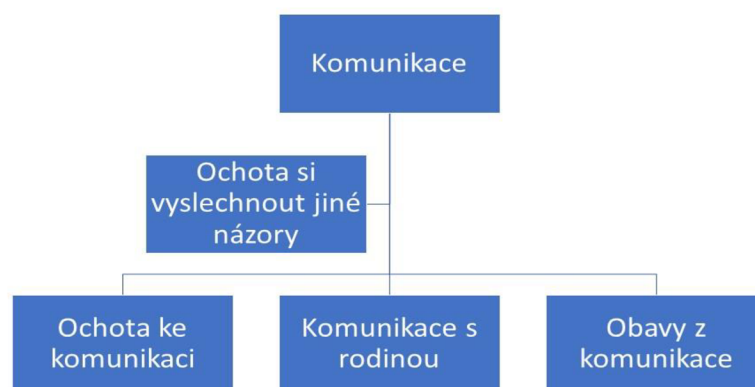 Komunikace
Ochota si
vyslechnout jiné
názory
Ochota ke
komunikaci
Komunikace s
rodinou
Obavy z
komunikace